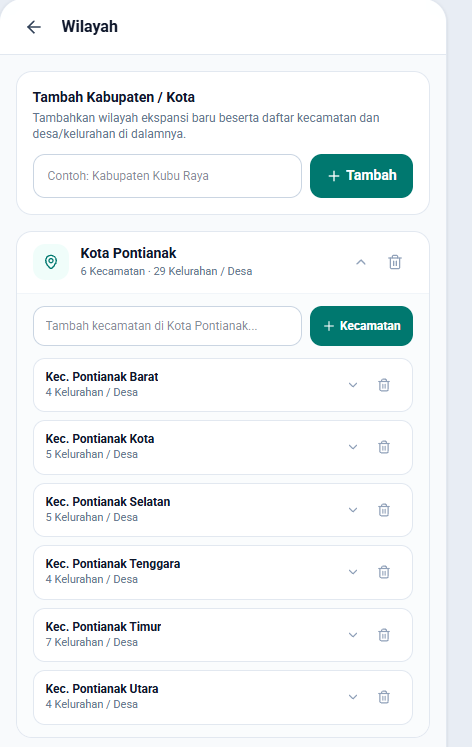 Wilayah
Tambah Kabupaten / Kota
Tambahkan wilayah ekspansi baru beserta daftar kecamatan dan
desa/kelurahan di dalamnya.
Contoh: Kabupaten Kubu Raya
+ Tambah
Kota Pontianak
6 Kecamatan · 29 Kelurahan / Desa
Tambah kecamatan di Kota Pontianak...
+ Kecamatan
Kec. Pontianak Barat
4 Kelurahan / Desa
Kec. Pontianak Kota
5 Kelurahan / Desa
Kec. Pontianak Selatan
5 Kelurahan / Desa
Kec. Pontianak Tenggara
4 Kelurahan / Desa
Kec. Pontianak Timur
7 Kelurahan / Desa
Kec. Pontianak Utara
4 Kelurahan / Desa